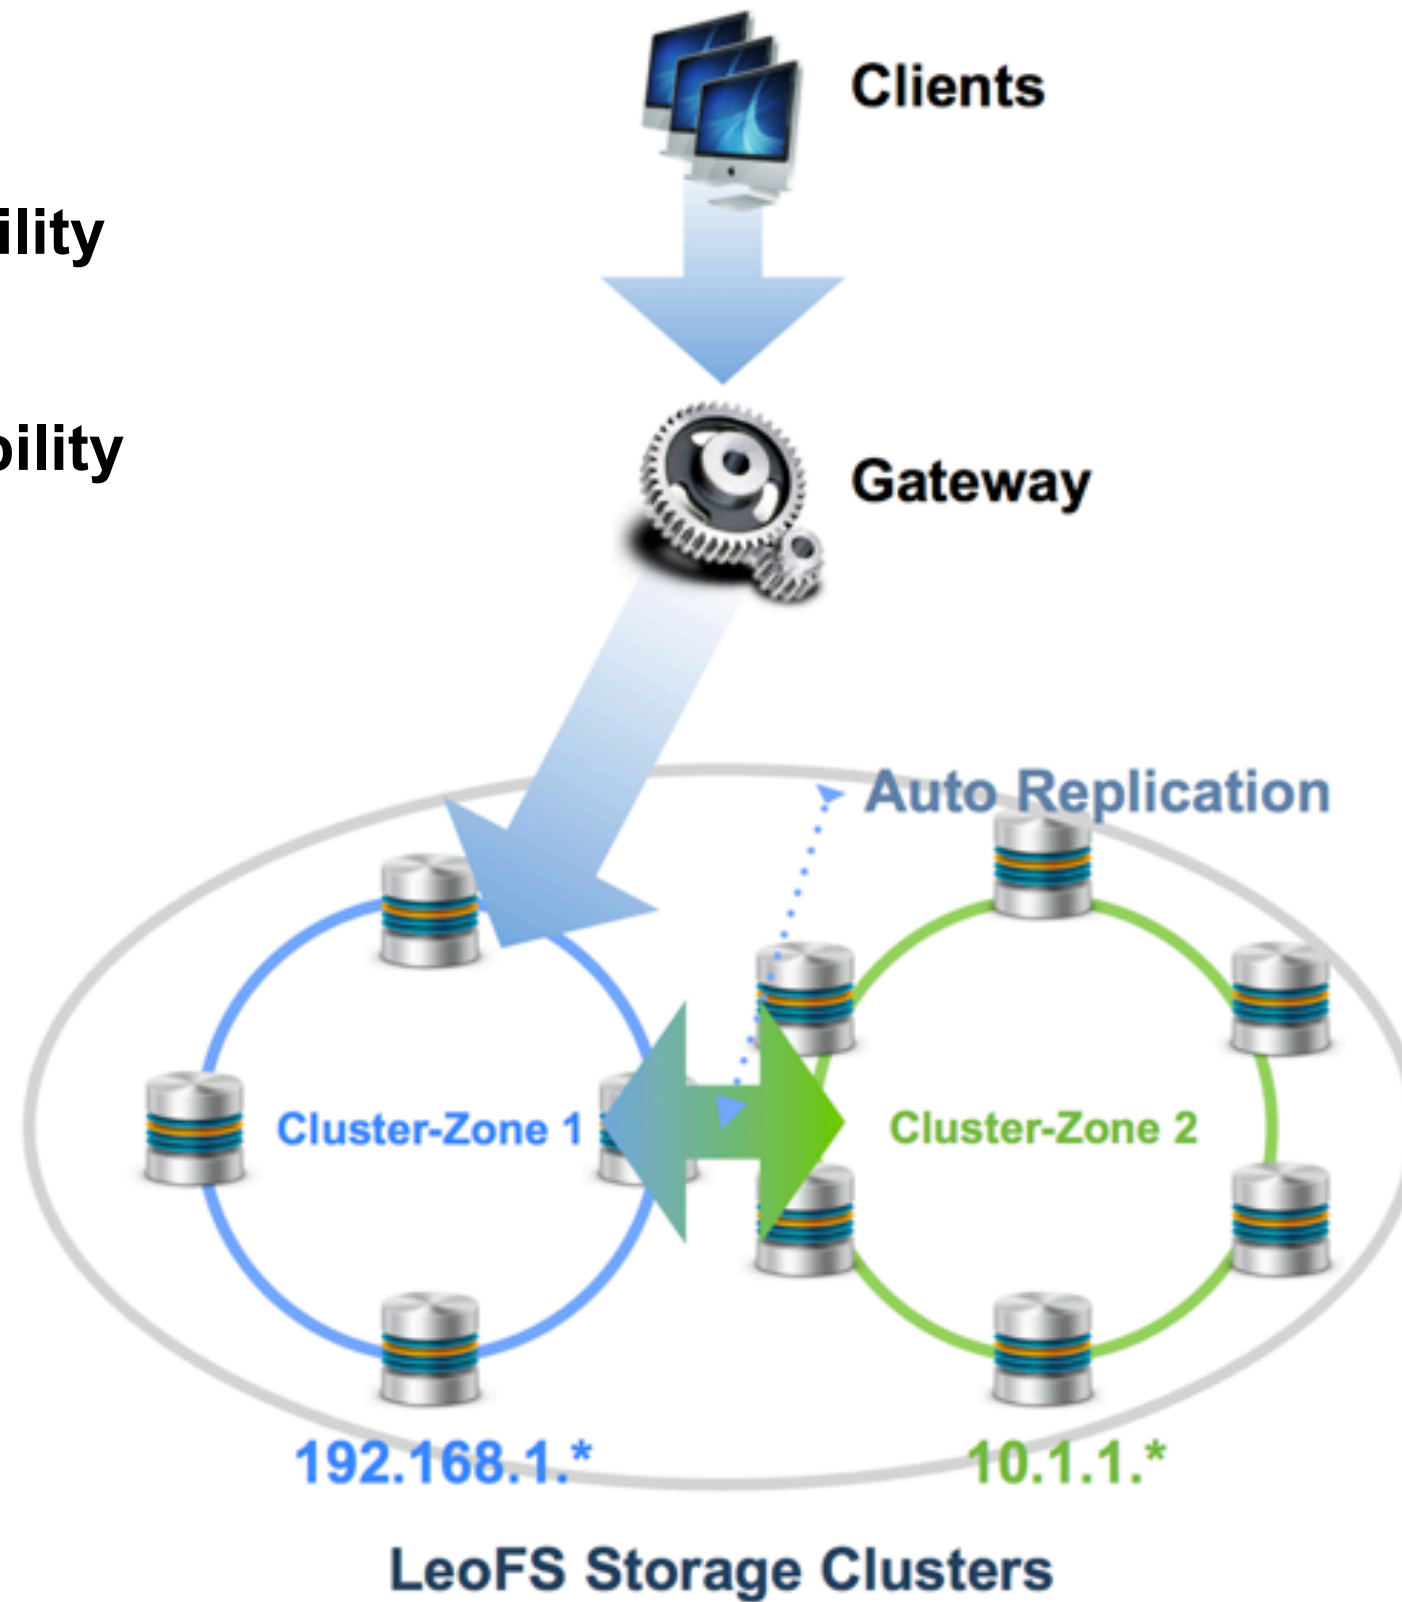 Clients
ility
bility
Gateway
Auto Replication
Cluster-Zone 1
Cluster-Zone 2
192.168.1.*
10.1.1.*
LeoFS Storage Clusters